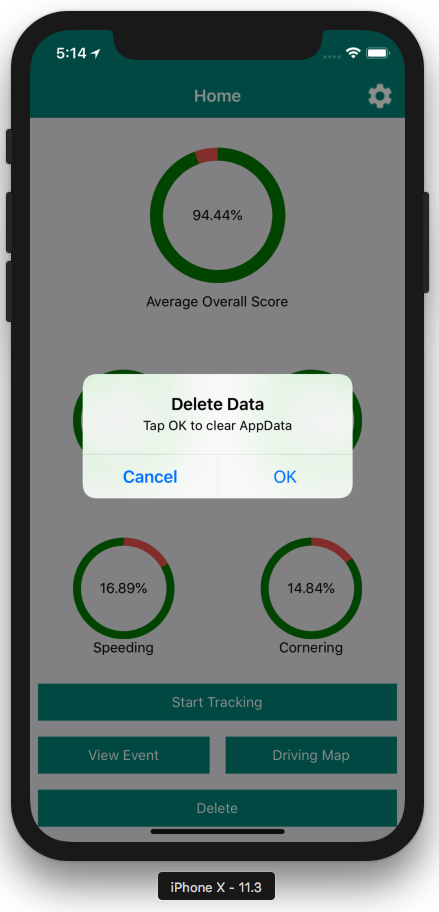 5:14
Home
94.44%
Average Overall Score
Delete Data
Tap OK to clear AppData
Cancel OK
16.89% 14.84%
Speeding Cornering
Start Tracking
View Event Driving Map
Delete
iPhone X - 11.3